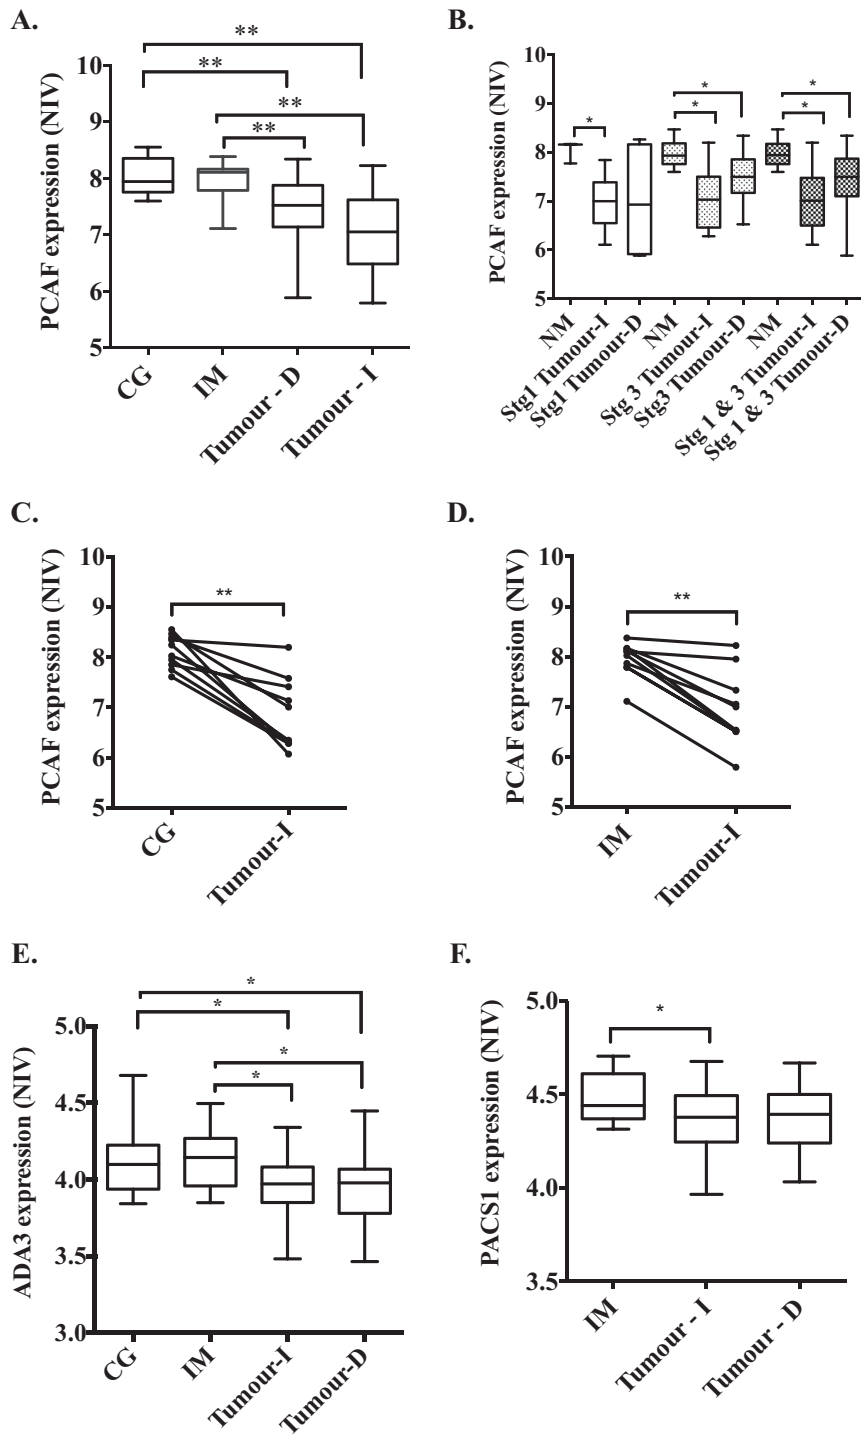 A.
PCAF expression (NIV)
10
9
8
7
6
5
**
**
**
**
CG
IM
Tumour - D
Tumour - I
B.
PCAF expression (NIV)
10
9
8
7
6
5
*
*
*
*
*
NM
Stg1 Tumour-I
Stg1 Tumour-D
NM
Stg 3 Tumour-I
Stg3 Tumour-D
NM
Stg 1 & 3 Tumour-I
Stg 1 & 3 Tumour-D
C.
PCAF expression (NIV)
10
9
8
7
6
5
**
CG
Tumour-I
D.
PCAF expression (NIV)
10
9
8
7
6
5
**
IM
Tumour-I
E.
ADA3 expression (NIV)
5.0
4.5
4.0
3.5
3.0
*
*
*
*
CG
IM
Tumour-I
Tumour-D
F.
PACS1 expression (NIV)
5.0
4.5
4.0
3.5
*
IM
Tumour - I
Tumour - D